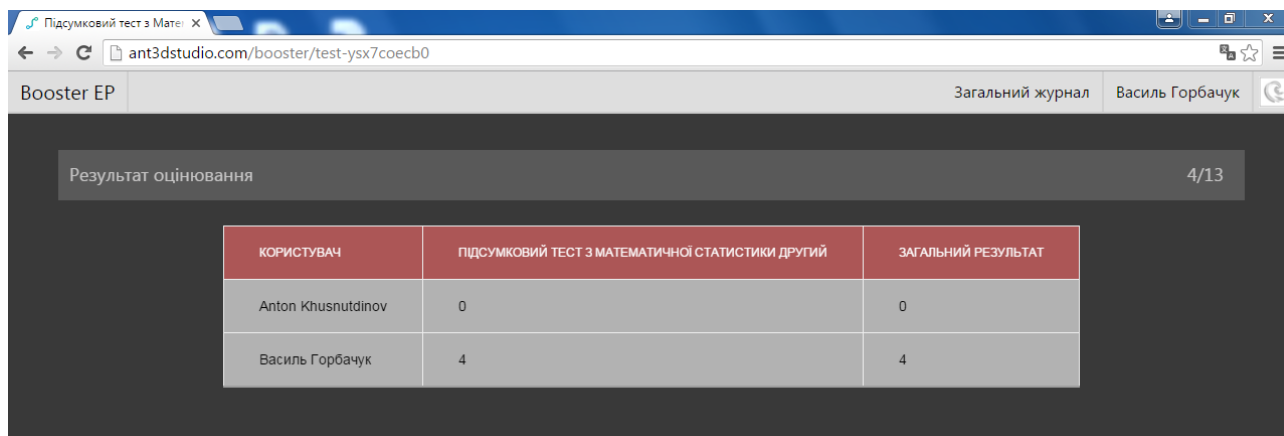 Підсумковий тест з Мате
ant3dstudio.com/booster/test-ysx7coecb0
Booster EP
Загальний журнал
Василь Горбачук
Результат оцінювання
4/13
КОРИСТУВАЧ
ПІДСУМКОВИЙ ТЕСТ З МАТЕМАТИЧНОЇ СТАТИСТИКИ ДРУГИЙ
ЗАГАЛЬНИЙ РЕЗУЛЬТАТ
Anton Khusnutdinov
0
0
Василь Горбачук
4
4